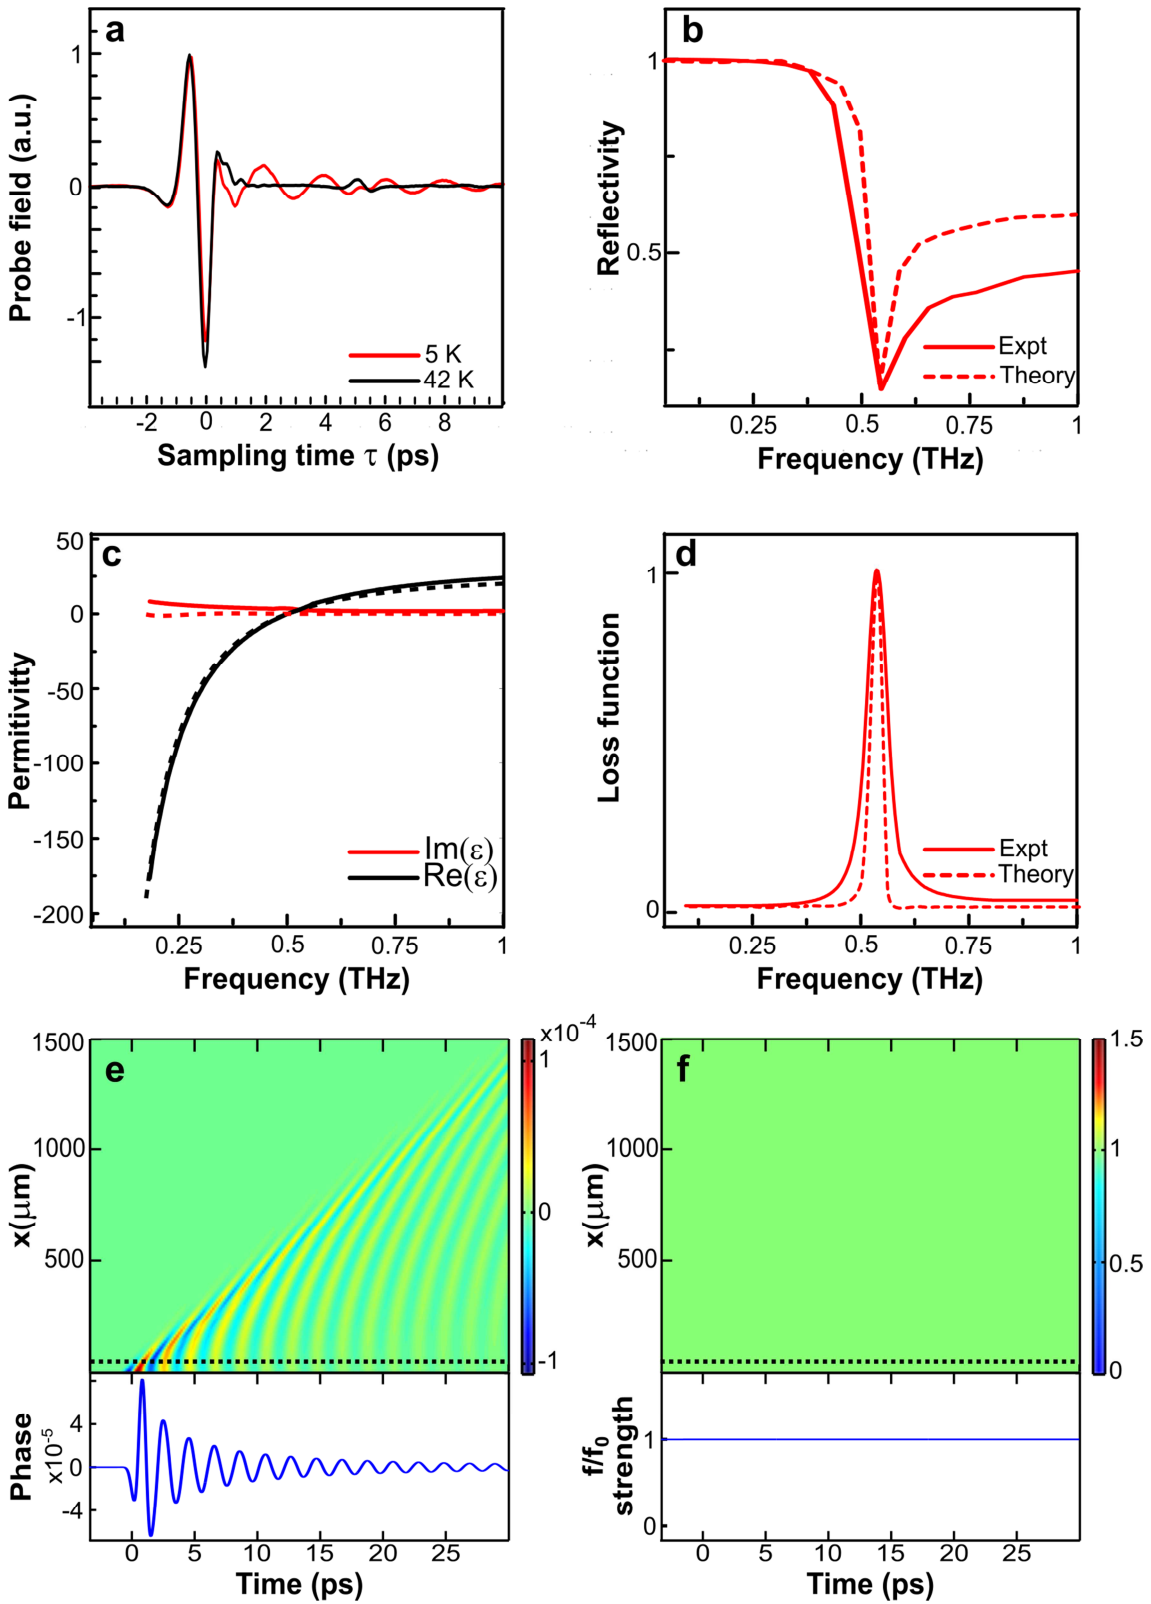 a
Probe field (a.u.)
1
0
-1
5 K
42 K
-2 0 2 4 6 8
Sampling time τ (ps)
b
Reflectivity
1
0.5
Expt
Theory
0.25 0.5 0.75 1
Frequency (THz)
c
Permitivitty
50
0
-50
-100
-150
-200
Im(ε)
Re(ε)
0.25 0.5 0.75 1
Frequency (THz)
d
Loss function
1
0
Expt
Theory
0.25 0.5 0.75 1
Frequency (THz)
e
x(μm)
1500
1000
500
x10⁻⁴
1
0
-1
Phase
x10⁻⁵
4
0
-4
0 5 10 15 20 25
Time (ps)
f
x(μm)
1500
1000
500
1.5
1
0.5
0
f/f₀
strength
1
0
0 5 10 15 20 25
Time (ps)